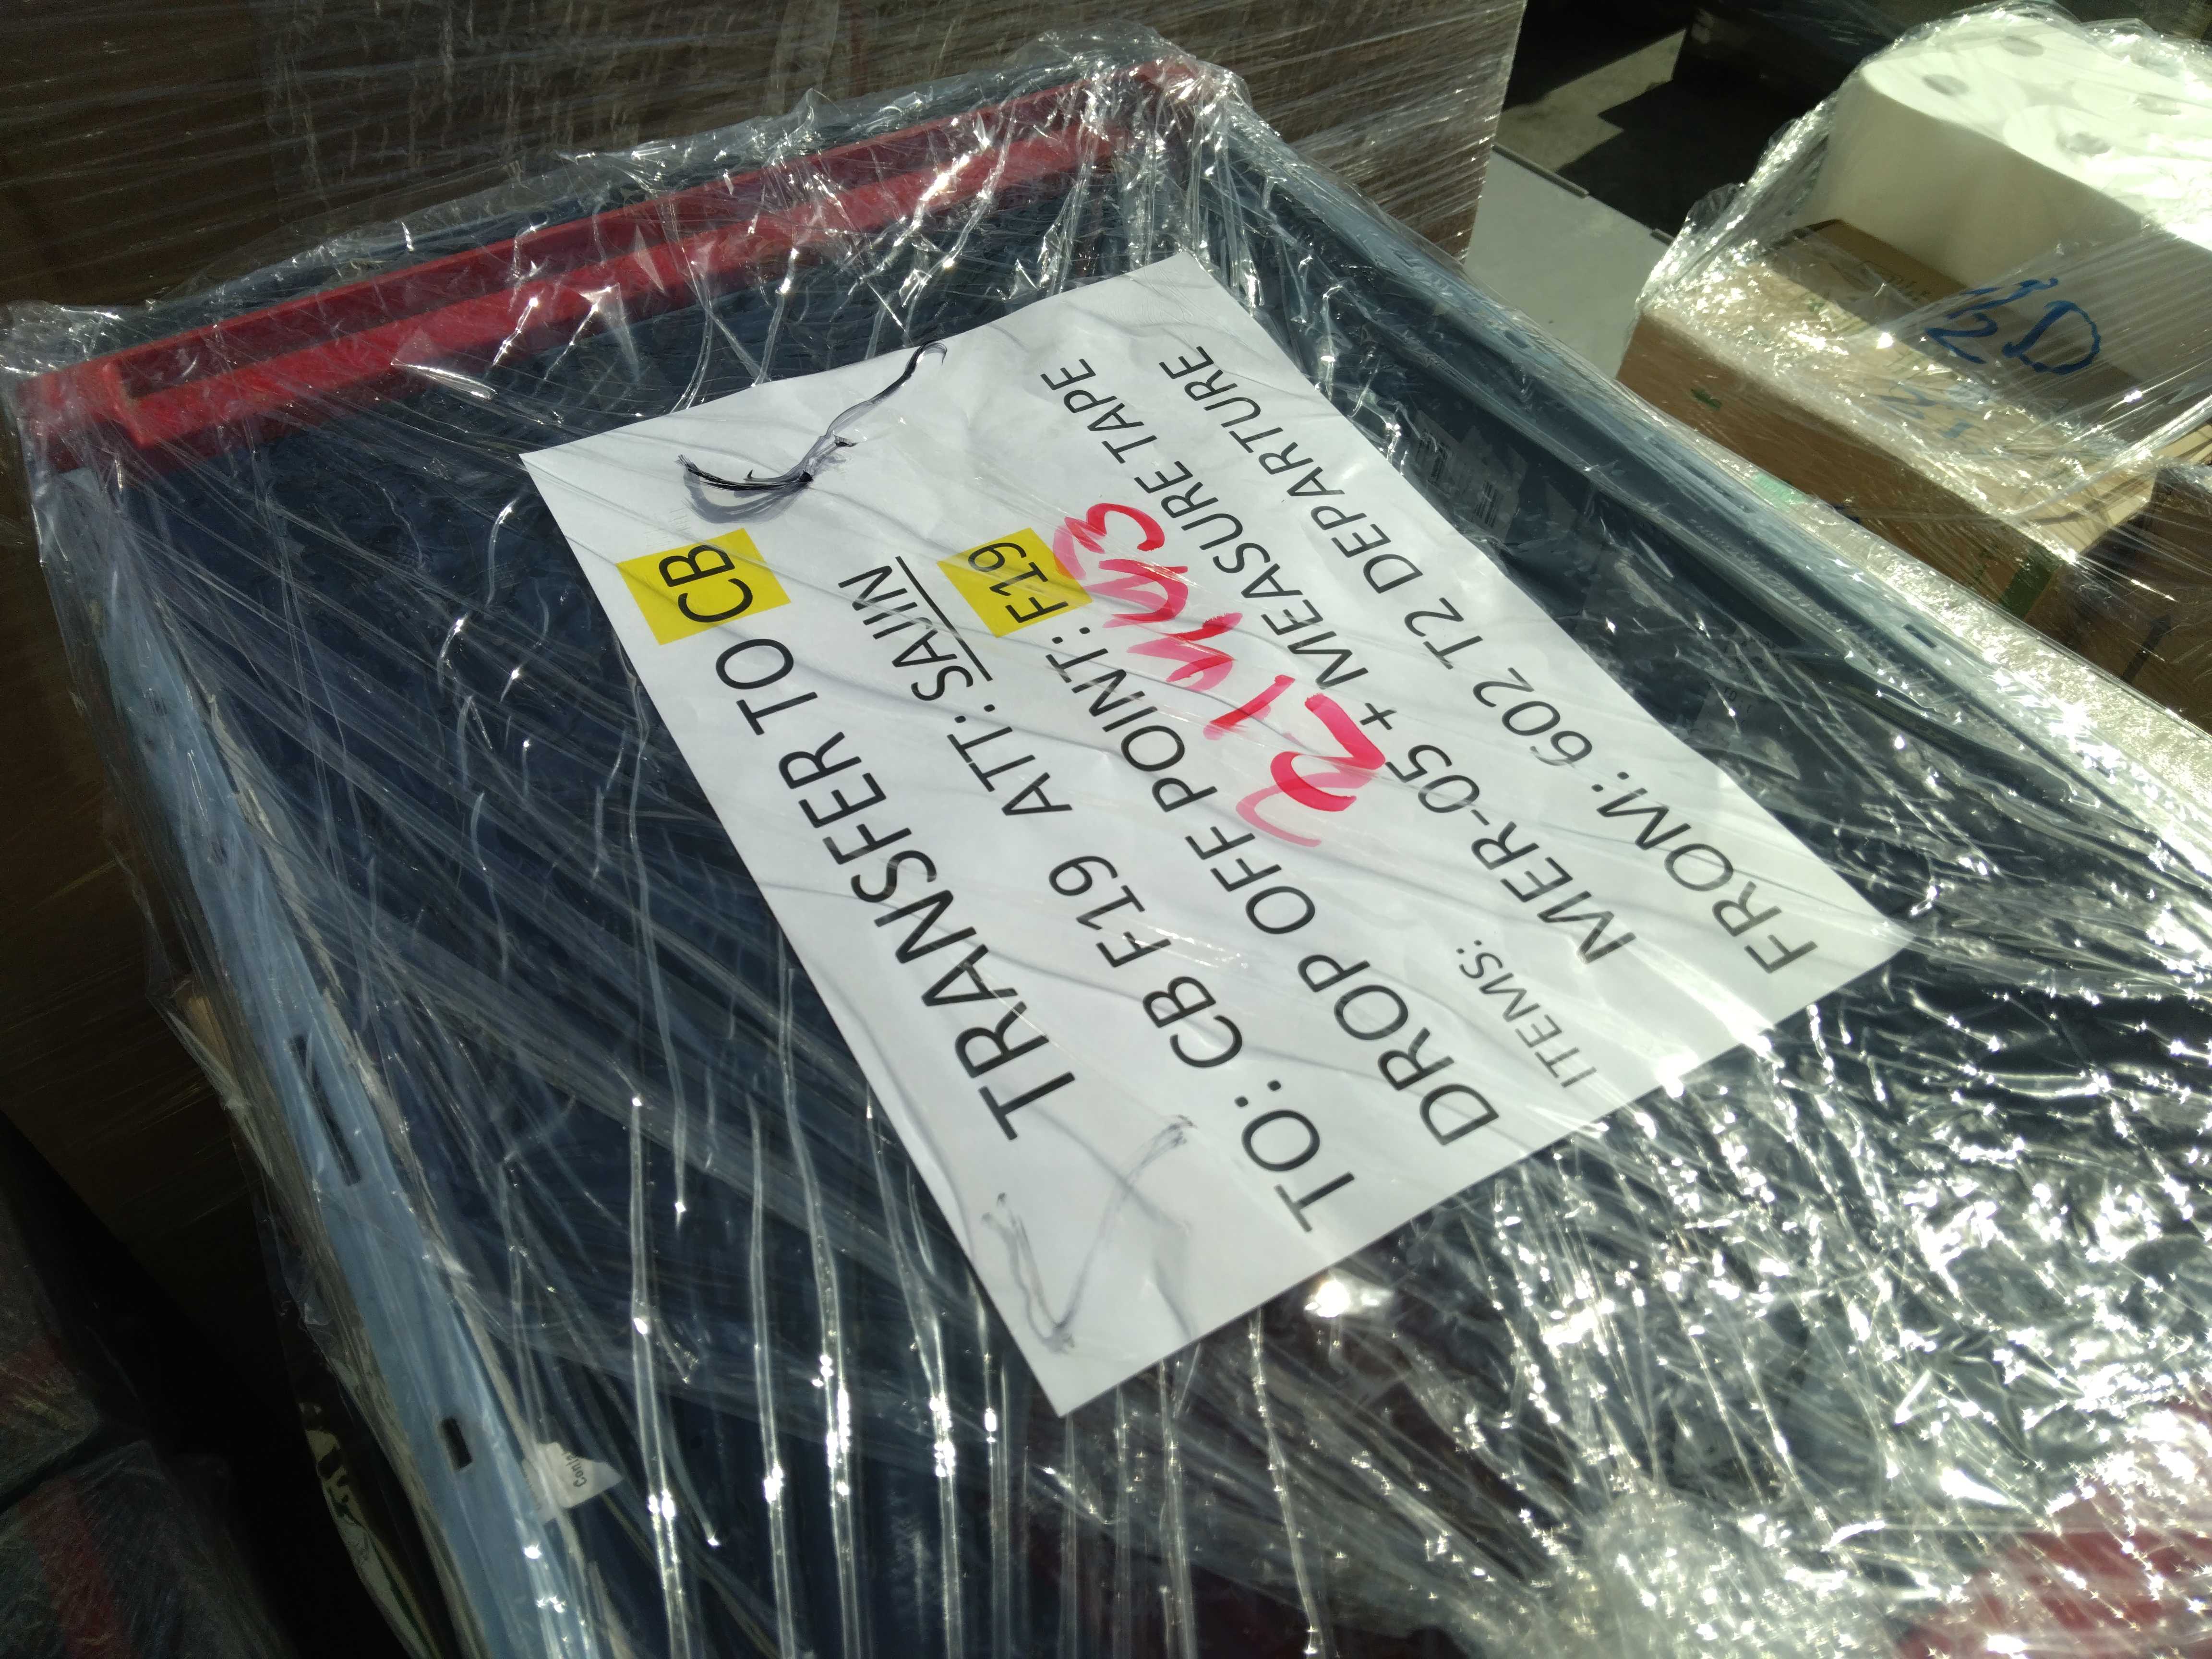 TRANSFER TO CB
TO: CB F19 ATT: SAJIN
DROP OFF POINT: F19
ITEMS:
MER-05 + MEASURE TAPE
FROM: 602 T2 DEPARTURE